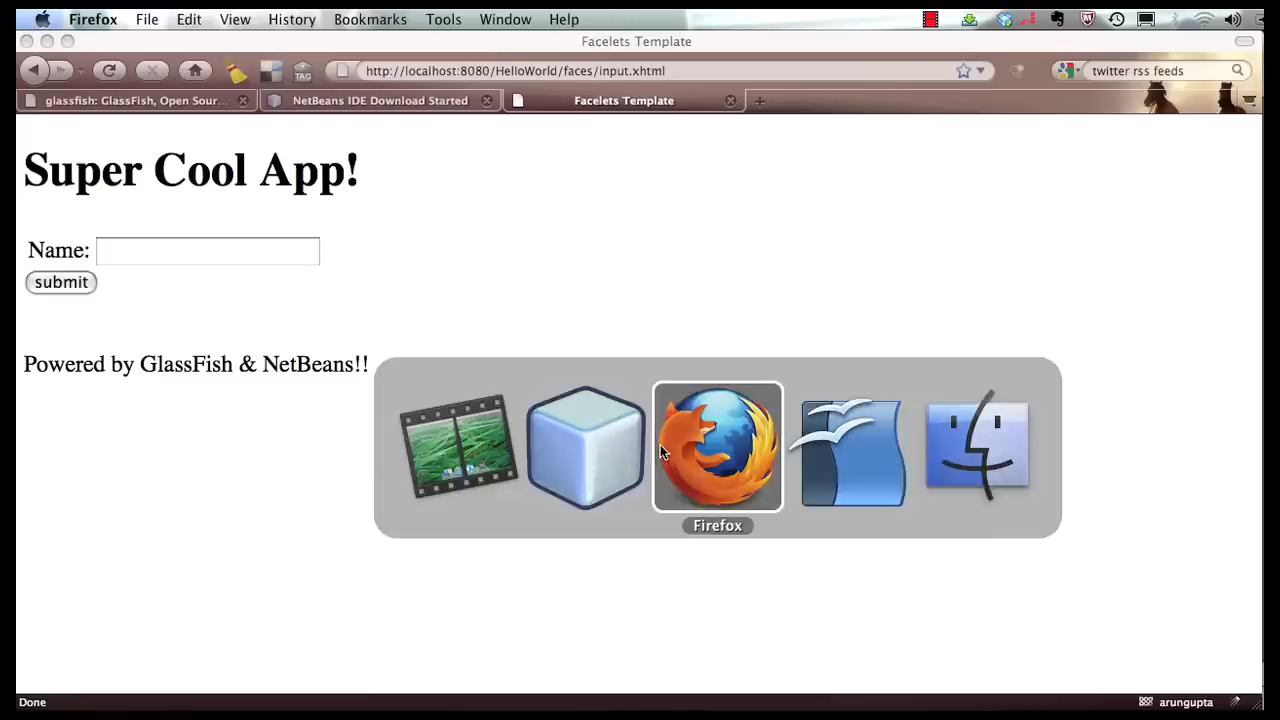 Firefox File Edit View History Bookmarks Tools Window Help
Facelets Template
TAG http://localhost:8080/HelloWorld/faces/input.xhtml twitter rss feeds
glassfish: GlassFish, Open Sour... NetBeans IDE Download Started Facelets Template
Super Cool App!
Name:
submit
Powered by GlassFish & NetBeans!!
Firefox
Done arungupta